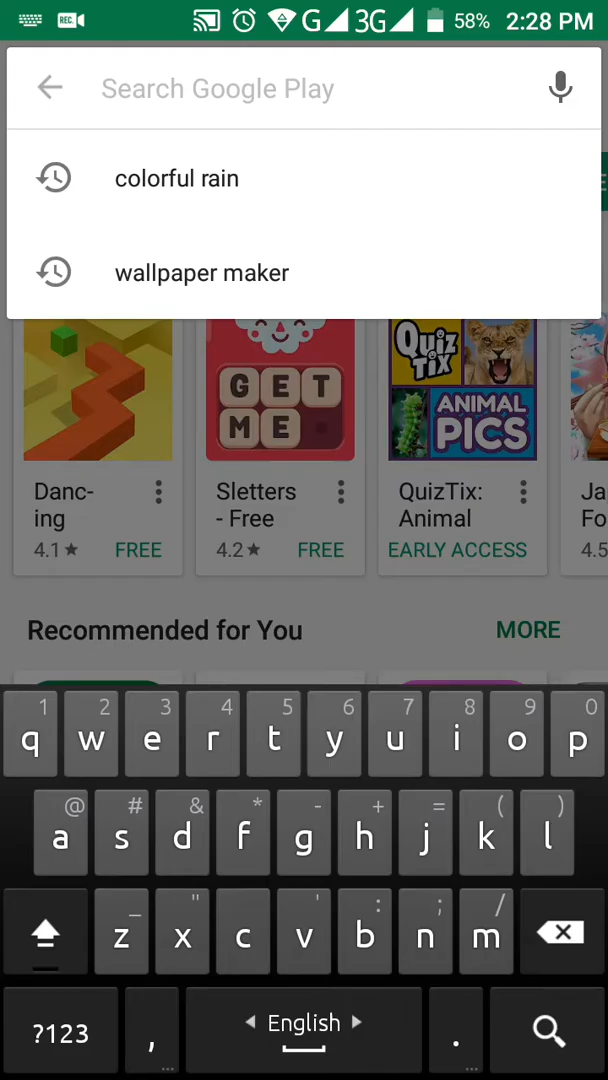 REC G 3G 58% 2:28 PM
Search Google Play
colorful rain
wallpaper maker
GET
ME
QUIZ TIX
ANIMAL
PICS
Danc-
ing
4.1★ FREE
Sletters
- Free
4.2★ FREE
QuizTix:
Animal
EARLY ACCESS
Ja
Fo
4.5
Recommended for You MORE
1 2 3 4 5 6 7 8 9 0
q w e r t y u i o p
@ # & * - + = ( )
a s d f g h j k l
_ " ' : ; /
z x c v b n m
?123 , English .